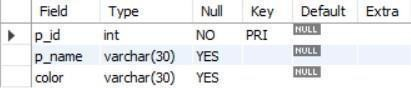 Field Type Null Key Default Extra
p_id int NO PRI NULL
p_name varchar(30) YES NULL
color varchar(30) YES NULL